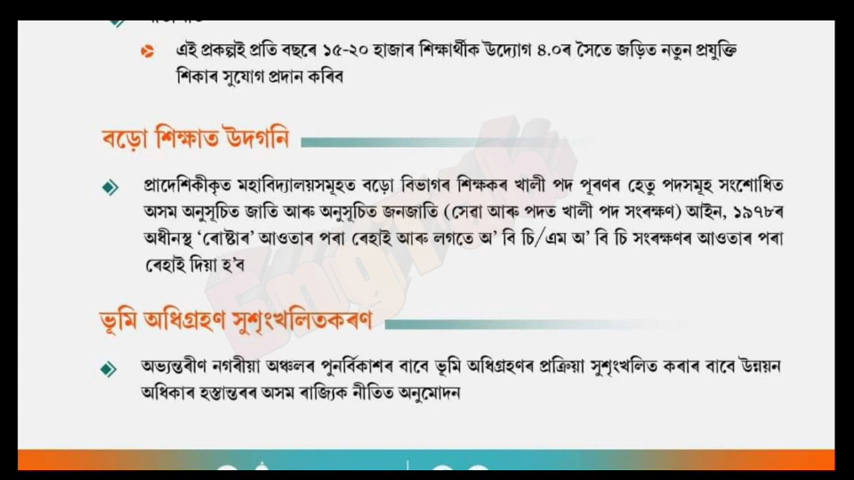 এই প্ৰকল্পই প্ৰতি বছৰে ১৫-২০ হাজাৰ শিক্ষাৰ্থীক উদ্যোগ ৪.০ৰ সৈতে জড়িত নতুন প্ৰযুক্তি
শিকাৰ সুযোগ প্ৰদান কৰিব
বড়ো শিক্ষাত উদগনি
প্ৰাদেশিকীকৃত মহাবিদ্যালয়সমূহত বড়ো বিভাগৰ শিক্ষকৰ খালী পদ পূৰণৰ হেতু পদসমূহ সংশোধিত
অসম অনুসূচিত জাতি আৰু অনুসূচিত জনজাতি (সেৱা আৰু পদত খালী পদ সংৰক্ষণ) আইন, ১৯৭৮ৰ
অধীনস্থ ‘ৰোষ্টাৰ’ আওতাৰ পৰা ৰেহাই আৰু লগতে অ’ বি চি/এম অ’ বি চি সংৰক্ষণৰ আওতাৰ পৰা
ৰেহাই দিয়া হ’ব
ভূমি অধিগ্ৰহণ সুশৃংখলিতকৰণ
অভ্যন্তৰীণ নগৰীয়া অঞ্চলৰ পুনৰ্বিকাশৰ বাবে ভূমি অধিগ্ৰহণৰ প্ৰক্ৰিয়া সুশৃংখলিত কৰাৰ বাবে উন্নয়ন
অধিকাৰ হস্তান্তৰৰ অসম ৰাজ্যিক নীতিত অনুমোদন